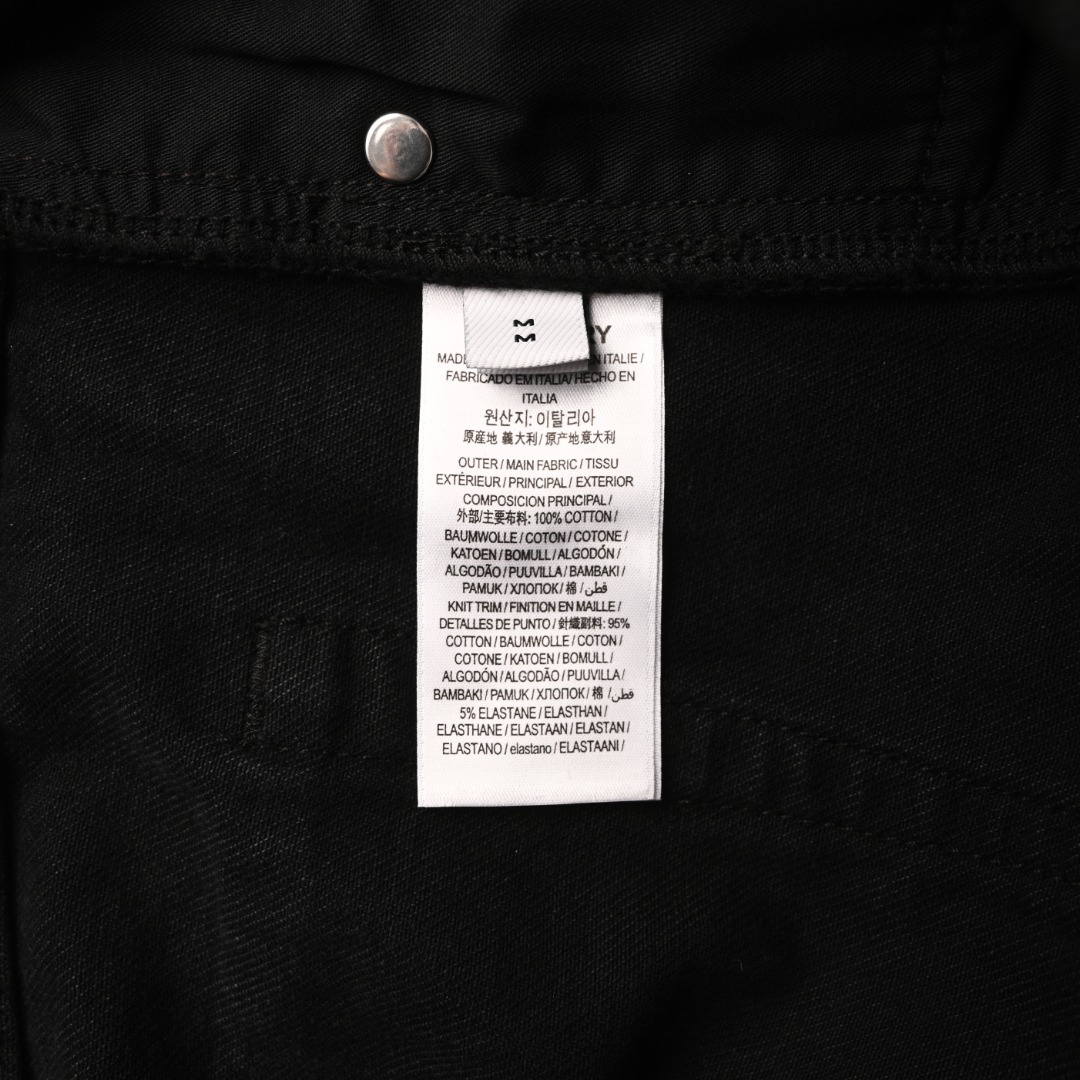 M
M
RY
MADE N ITALIE /
FABRICADO EM ITALIA / HECHO EN
ITALIA
원산지: 이탈리아
原産地 義大利 / 原产地意大利
OUTER / MAIN FABRIC / TISSU
EXTÉRIEUR / PRINCIPAL / EXTERIOR
COMPOSICION PRINCIPAL /
外部/主要布料: 100% COTTON /
BAUMWOLLE / COTON / COTONE /
KATOEN / BOMULL / ALGODÓN /
ALGODÃO / PUUVILLA / BAMBAKI /
PAMUK / ХЛОПОК / 棉 / قطن /
KNIT TRIM / FINITION EN MAILLE /
DETALLES DE PUNTO / 針織副料: 95%
COTTON / BAUMWOLLE / COTON /
COTONE / KATOEN / BOMULL /
ALGODÓN / ALGODÃO / PUUVILLA /
BAMBAKI / PAMUK / ХЛОПОК / 棉 / قطن
5% ELASTANE / ELASTHAN /
ELASTHANE / ELASTAAN / ELASTAN /
ELASTANO / elastano / ELASTAANI /